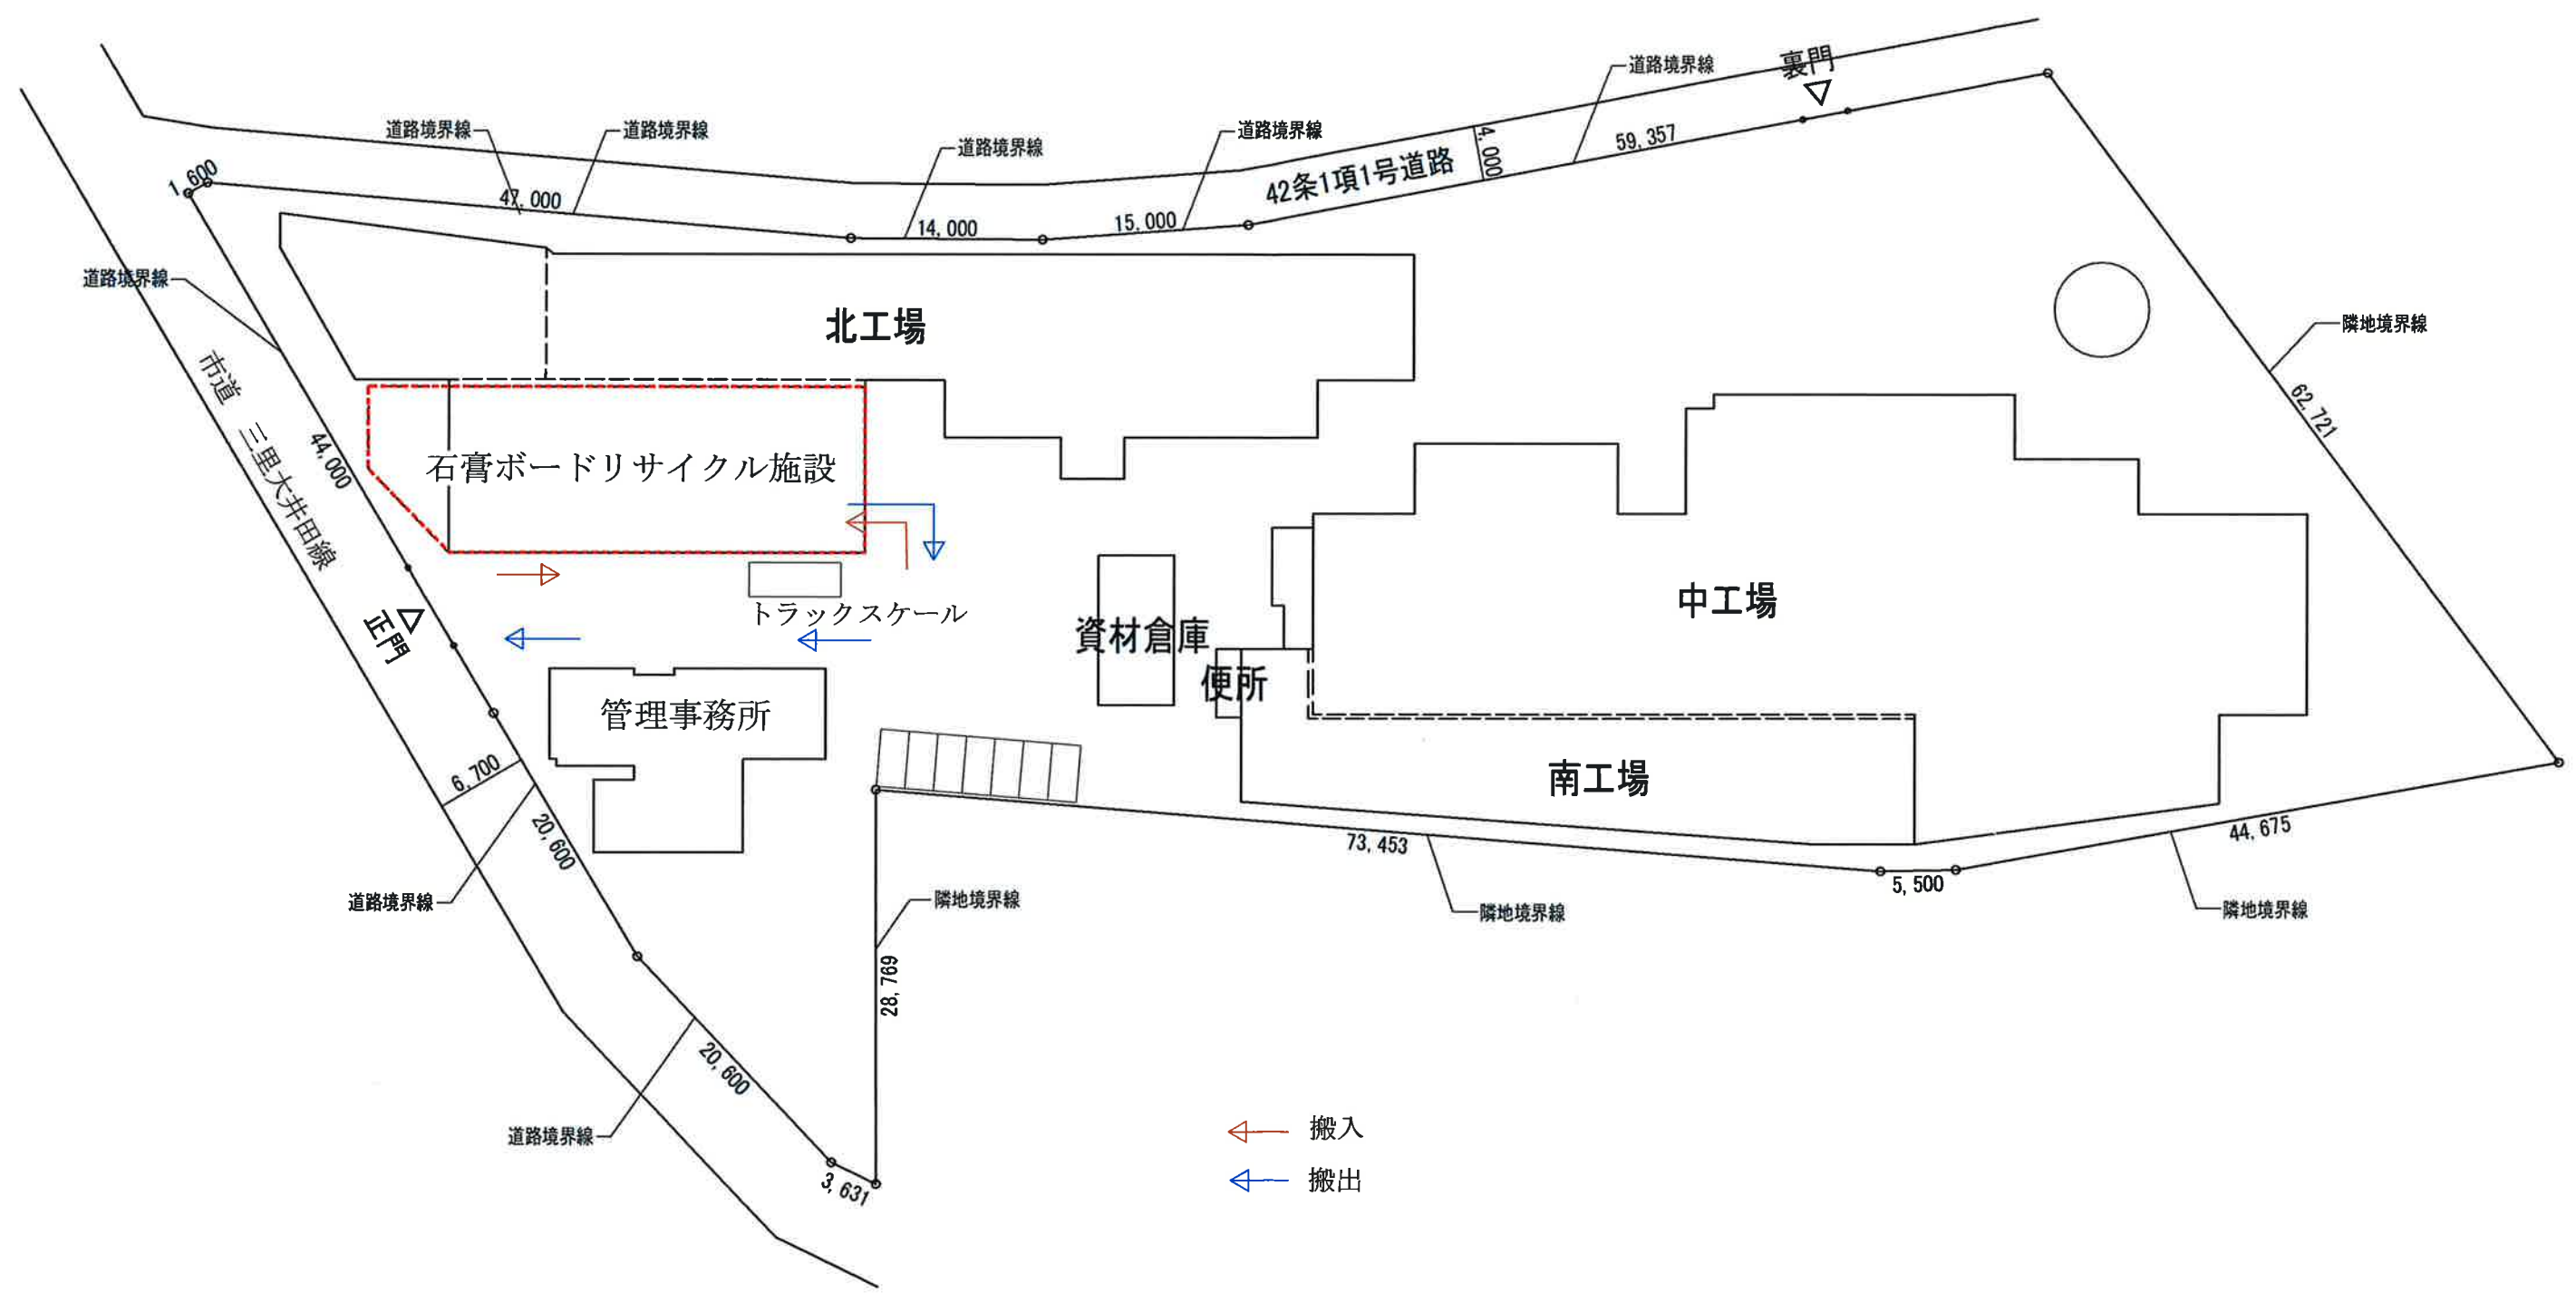 裏門
道路境界線
道路境界線
道路境界線
道路境界線
道路境界線
4,000
59,357
42条1項1号道路
1,600
47,000
14,000
15,000
道路境界線
北工場
隣地境界線
市道　三里大井田線
44,000
62,721
石膏ボードリサイクル施設
トラックスケール
資材倉庫
中工場
正門
便所
管理事務所
6,700
南工場
20,600
73,453
44,675
5,500
道路境界線
隣地境界線
隣地境界線
隣地境界線
28,769
20,600
道路境界線
3,631
搬入
搬出